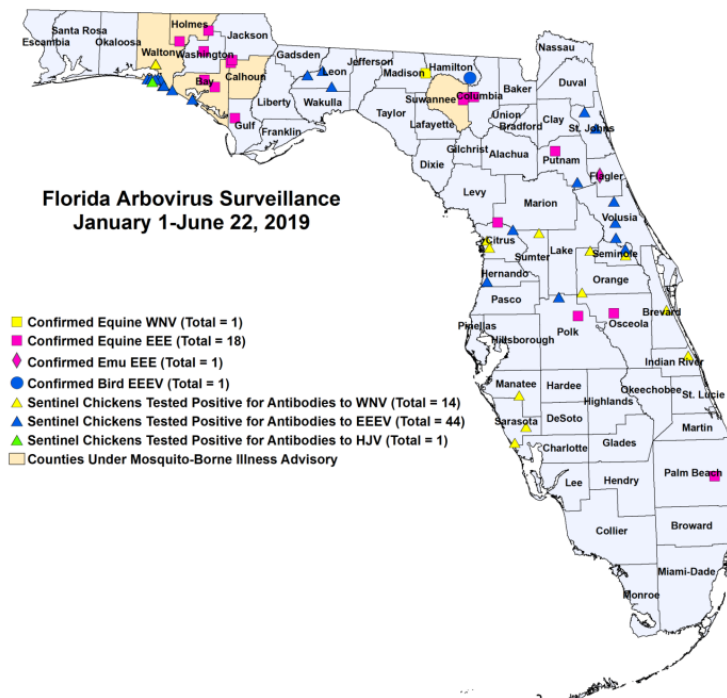 Holmes
Santa Rosa
Jackson
Escambia
Okaloosa
Walton
Washington
Gadsden
Nassau
Jefferson
Hamilton
Madison
Leon
Calhoun
Duval
Bay
Baker
Columbia
Suwannee
Liberty
Wakulla
Taylor
Union
Clay
St. Johns
Lafayette
Bradford
Gulf
Franklin
Gilchrist
Alachua
Putnam
Dixie
Flagler
Levy
Marion
Florida Arbovirus Surveillance
January 1-June 22, 2019
Volusia
Citrus
Lake
Sumter
Seminole
Hernando
Orange
Pasco
Brevard
Confirmed Equine WNV (Total = 1)
Confirmed Equine EEE (Total = 18)
Confirmed Emu EEE (Total = 1)
Confirmed Bird EEEV (Total = 1)
Sentinel Chickens Tested Positive for Antibodies to WNV (Total = 14)
Sentinel Chickens Tested Positive for Antibodies to EEEV (Total = 44)
Sentinel Chickens Tested Positive for Antibodies to HJV (Total = 1)
Counties Under Mosquito-Borne Illness Advisory
Pinellas
Hillsborough
Polk
Osceola
Indian River
Manatee
Hardee
Okeechobee
Highlands
St. Lucie
Sarasota
DeSoto
Martin
Charlotte
Glades
Palm Beach
Lee
Hendry
Collier
Broward
Miami-Dade
Monroe